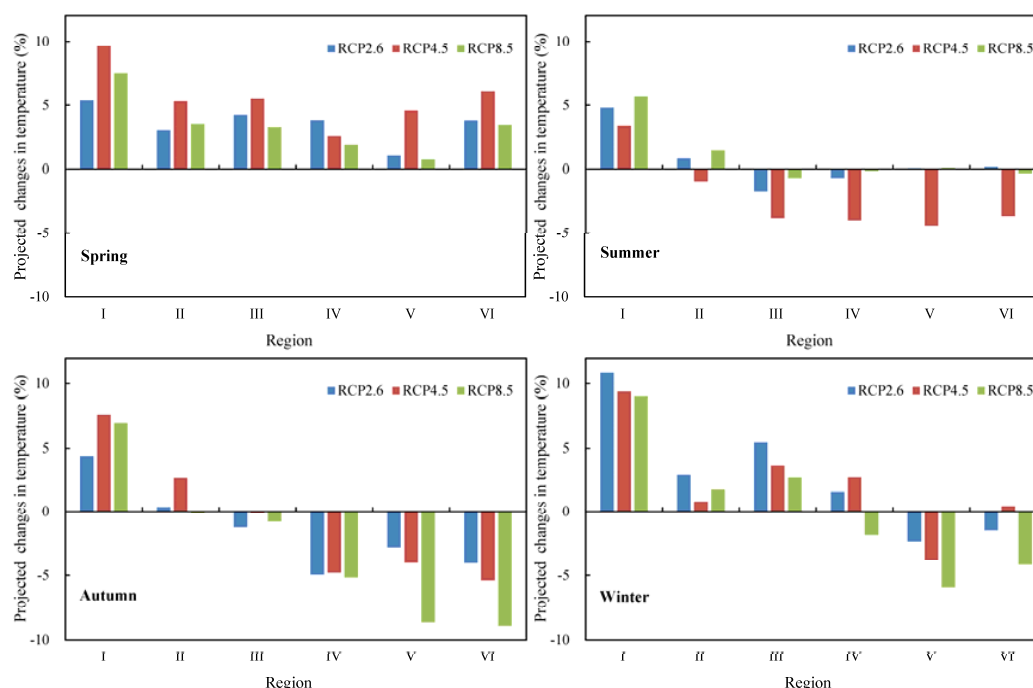 Projected changes in temperature (%)
10
5
0
-5
-10
RCP2.6 RCP4.5 RCP8.5
Spring
I II III IV V VI
Region
Projected changes in temperature (%)
10
5
0
-5
-10
RCP2.6 RCP4.5 RCP8.5
Summer
I II III IV V VI
Region
Projected changes in temperature (%)
10
5
0
-5
-10
RCP2.6 RCP4.5 RCP8.5
Autumn
I II III IV V VI
Region
Projected changes in temperature (%)
10
5
0
-5
-10
RCP2.6 RCP4.5 RCP8.5
Winter
I II III IV V VI
Region